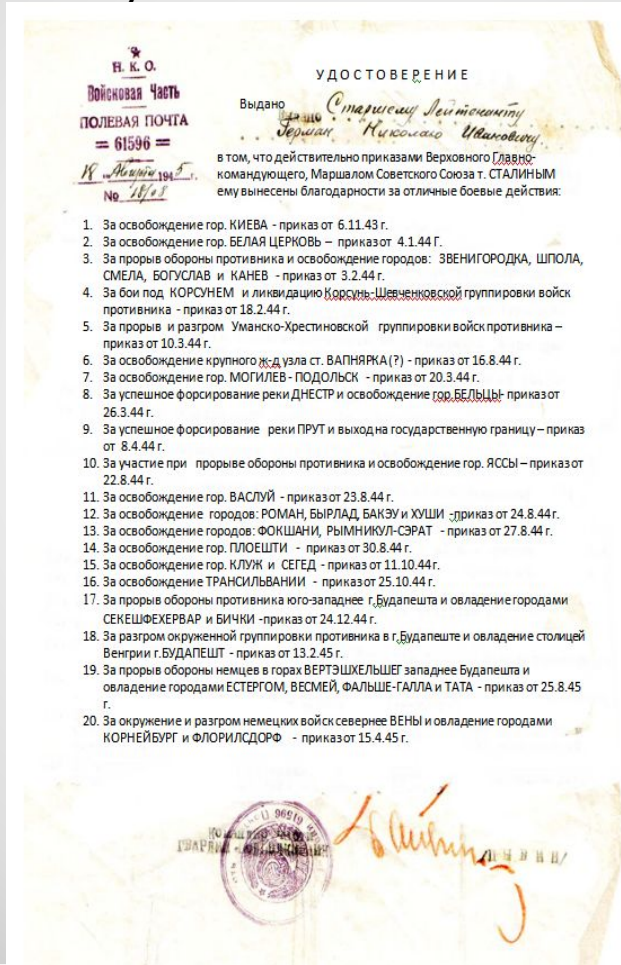 Н. К. О.
Войсковая Часть
ПОЛЕВАЯ ПОЧТА
= 61596 =
18 Августа 1945 г.
№ 18/08
УДОСТОВЕРЕНИЕ
Выдано Старшему Лейтенанту
Герман Николаю Ивановичу
в том, что действительно приказами Верховного Главно-
командующего, Маршалом Советского Союза т. СТАЛИНЫМ
ему вынесены благодарности за отличные боевые действия:
1. За освобождение гор. КИЕВА - приказ от 6.11.43 г.
2. За освобождение гор. БЕЛАЯ ЦЕРКОВЬ – приказ от 4.1.44 Г.
3. За прорыв обороны противника и освобождение городов: ЗВЕНИГОРОДКА, ШПОЛА,
СМЕЛА, БОГУСЛАВ и КАНЕВ - приказ от 3.2.44 г.
4. За бои под КОРСУНЕМ и ликвидацию Корсунь-Шевченковской группировки войск
противника - приказ от 18.2.44 г.
5. За прорыв и разгром Уманско-Хрестиновской группировки войск противника –
приказ от 10.3.44 г.
6. За освобождение крупного ж-д узла ст. ВАПНЯРКА (?) - приказ от 16.8.44 г.
7. За освобождение гор. МОГИЛЕВ - ПОДОЛЬСК - приказ от 20.3.44 г.
8. За успешное форсирование реки ДНЕСТР и освобождение гор.БЕЛЬЦЫ- приказ от
26.3.44 г.
9. За успешное форсирование реки ПРУТ и выход на государственную границу – приказ
от 8.4.44 г.
10. За участие при прорыве обороны противника и освобождение гор. ЯССЫ – приказ от
22.8.44 г.
11. За освобождение гор. ВАСЛУЙ - приказ от 23.8.44 г.
12. За освобождение городов: РОМАН, БЫРЛАД, БАКЭУ и ХУШИ -приказ от 24.8.44г.
13. За освобождение городов: ФОКШАНИ, РЫМНИКУЛ-СЭРАТ - приказ от 27.8.44 г.
14. За освобождение гор. ПЛОЕШТИ - приказ от 30.8.44 г.
15. За освобождение гор. КЛУЖ и СЕГЕД - приказ от 11.10.44г.
16. За освобождение ТРАНСИЛЬВАНИИ - приказ от 25.10.44 г.
17. За прорыв обороны противника юго-западнее г.Будапешта и овладение городами
СЕКЕШФЕХЕРВАР и БИЧКИ -приказ от 24.12.44 г.
18. За разгром окруженной группировки противника в г.Будапеште и овладение столицей
Венгрии г.БУДАПЕШТ - приказ от 13.2.45 г.
19. За прорыв обороны немцев в горах ВЕРТЭШХЕЛЬШЕГ западнее Будапешта и
овладение городами ЕСТЕРГОМ, ВЕСМЕЙ, ФАЛЬШЕ-ГАЛЛА и ТАТА - приказ от 25.8.45
г.
20. За окружение и разгром немецких войск севернее ВЕНЫ и овладение городами
КОРНЕЙБУРГ и ФЛОРИЛСДОРФ - приказ от 15.4.45 г.
61596
ГВАРДИИ